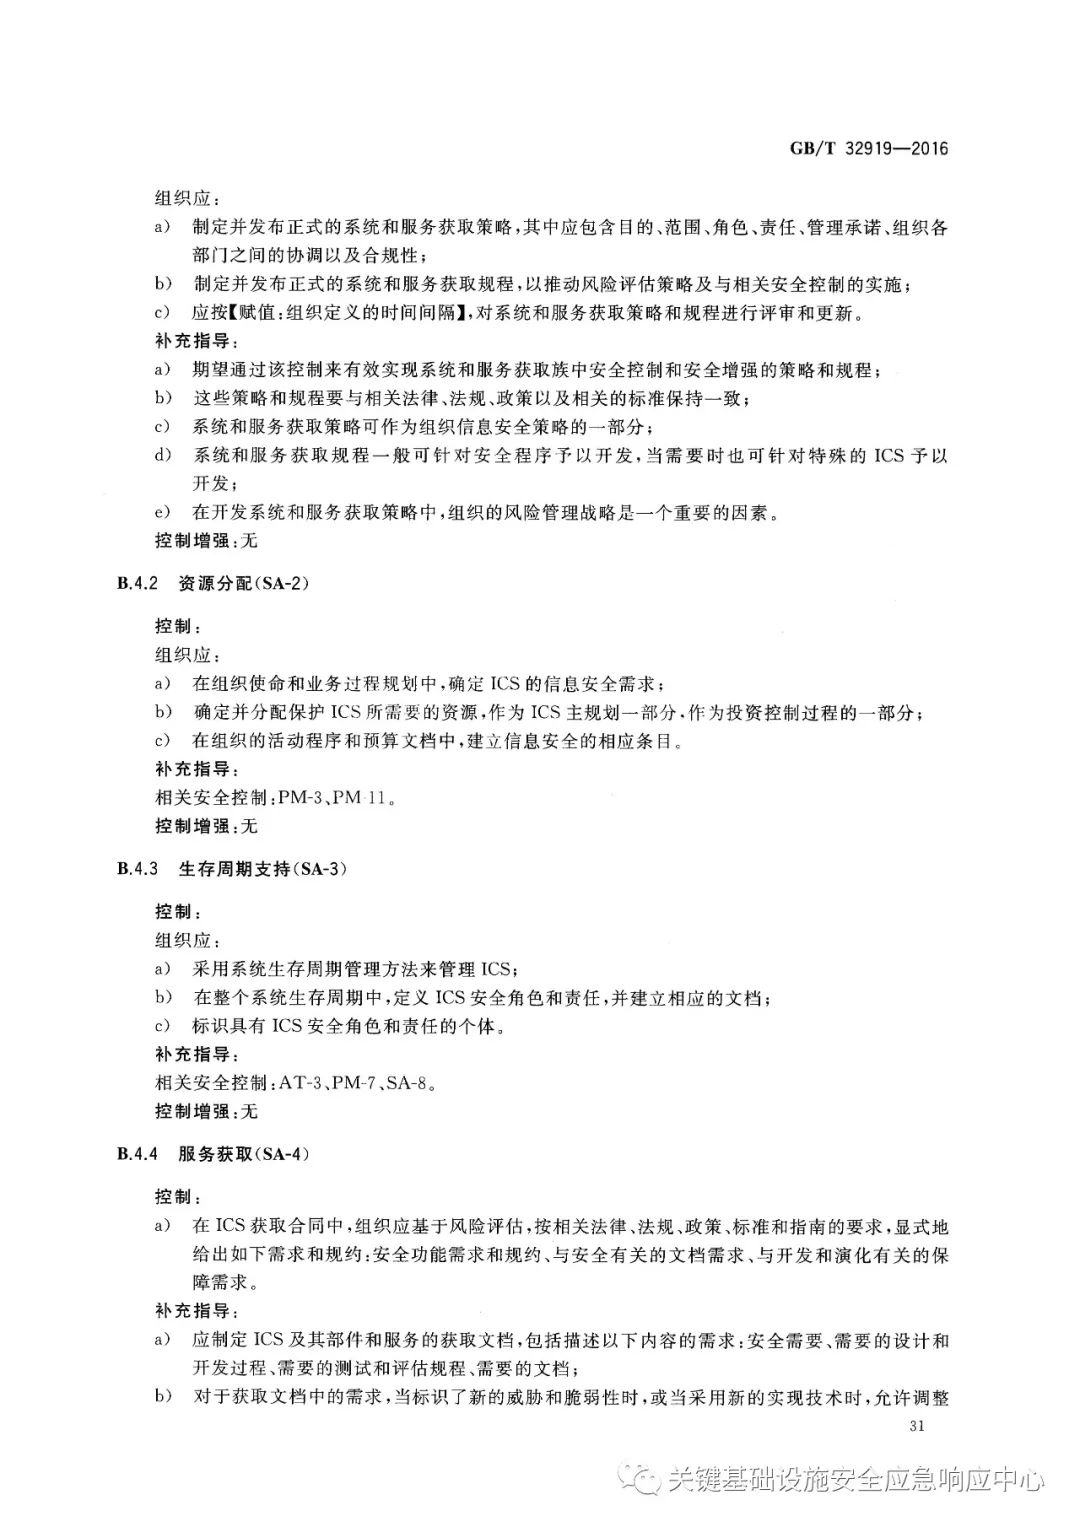 GB/T 32919—2016
组织应:
a) 制定并发布正式的系统和服务获取策略,其中应包含目的、范围、角色、责任、管理承诺、组织各
部门之间的协调以及合规性;
b) 制定并发布正式的系统和服务获取规程,以推动风险评估策略及与相关安全控制的实施;
c) 应按【赋值:组织定义的时间间隔】,对系统和服务获取策略和规程进行评审和更新。
补充指导:
a) 期望通过该控制来有效实现系统和服务获取族中安全控制和安全增强的策略和规程;
b) 这些策略和规程要与相关法律、法规、政策以及相关的标准保持一致;
c) 系统和服务获取策略可作为组织信息安全策略的一部分;
d) 系统和服务获取规程一般可针对安全程序予以开发,当需要时也可针对特殊的 ICS 予以
开发;
e) 在开发系统和服务获取策略中,组织的风险管理战略是一个重要的因素。
控制增强:无
B.4.2 资源分配(SA-2)
控制:
组织应:
a) 在组织使命和业务过程规划中,确定 ICS 的信息安全需求;
b) 确定并分配保护 ICS 所需要的资源,作为 ICS 主规划一部分,作为投资控制过程的一部分;
c) 在组织的活动程序和预算文档中,建立信息安全的相应条目。
补充指导:
相关安全控制:PM-3、PM-11。
控制增强:无
B.4.3 生存周期支持(SA-3)
控制:
组织应:
a) 采用系统生存周期管理方法来管理 ICS;
b) 在整个系统生存周期中,定义 ICS 安全角色和责任,并建立相应的文档;
c) 标识具有 ICS 安全角色和责任的个体。
补充指导:
相关安全控制:AT-3、PM-7、SA-8。
控制增强:无
B.4.4 服务获取(SA-4)
控制:
a) 在 ICS 获取合同中,组织应基于风险评估,按相关法律、法规、政策、标准和指南的要求,显式地
给出如下需求和规约:安全功能需求和规约、与安全有关的文档需求、与开发和演化有关的保
障需求。
补充指导:
a) 应制定 ICS 及其部件和服务的获取文档,包括描述以下内容的需求:安全需要、需要的设计和
开发过程、需要的测试和评估规程、需要的文档;
b) 对于获取文档中的需求,当标识了新的威胁和脆弱性时,或当采用新的实现技术时,允许调整
31
关键基础设施安全应急响应中心